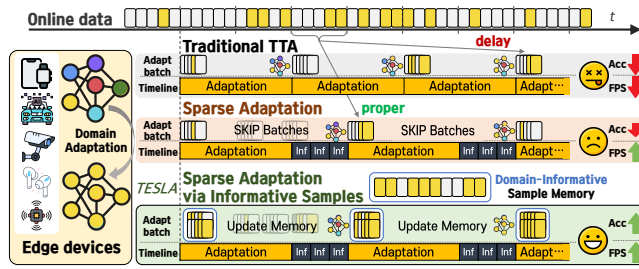 Online data
t
Traditional TTA
delay
Adapt batch
Acc
Timeline
Adaptation Adaptation Adaptation Adapt···
FPS
Domain Adaptation
Sparse Adaptation
proper
Adapt batch
SKIP Batches SKIP Batches
Acc
Timeline
Adaptation Inf Inf Inf Adaptation Inf Inf Inf Adapt···
FPS
TESLA
Sparse Adaptation
via Informative Samples
Domain-Informative
Sample Memory
Adapt batch
Update Memory Update Memory
Acc
Timeline
Adaptation Inf Inf Inf Adaptation Inf Inf Inf Adapt···
FPS
Edge devices